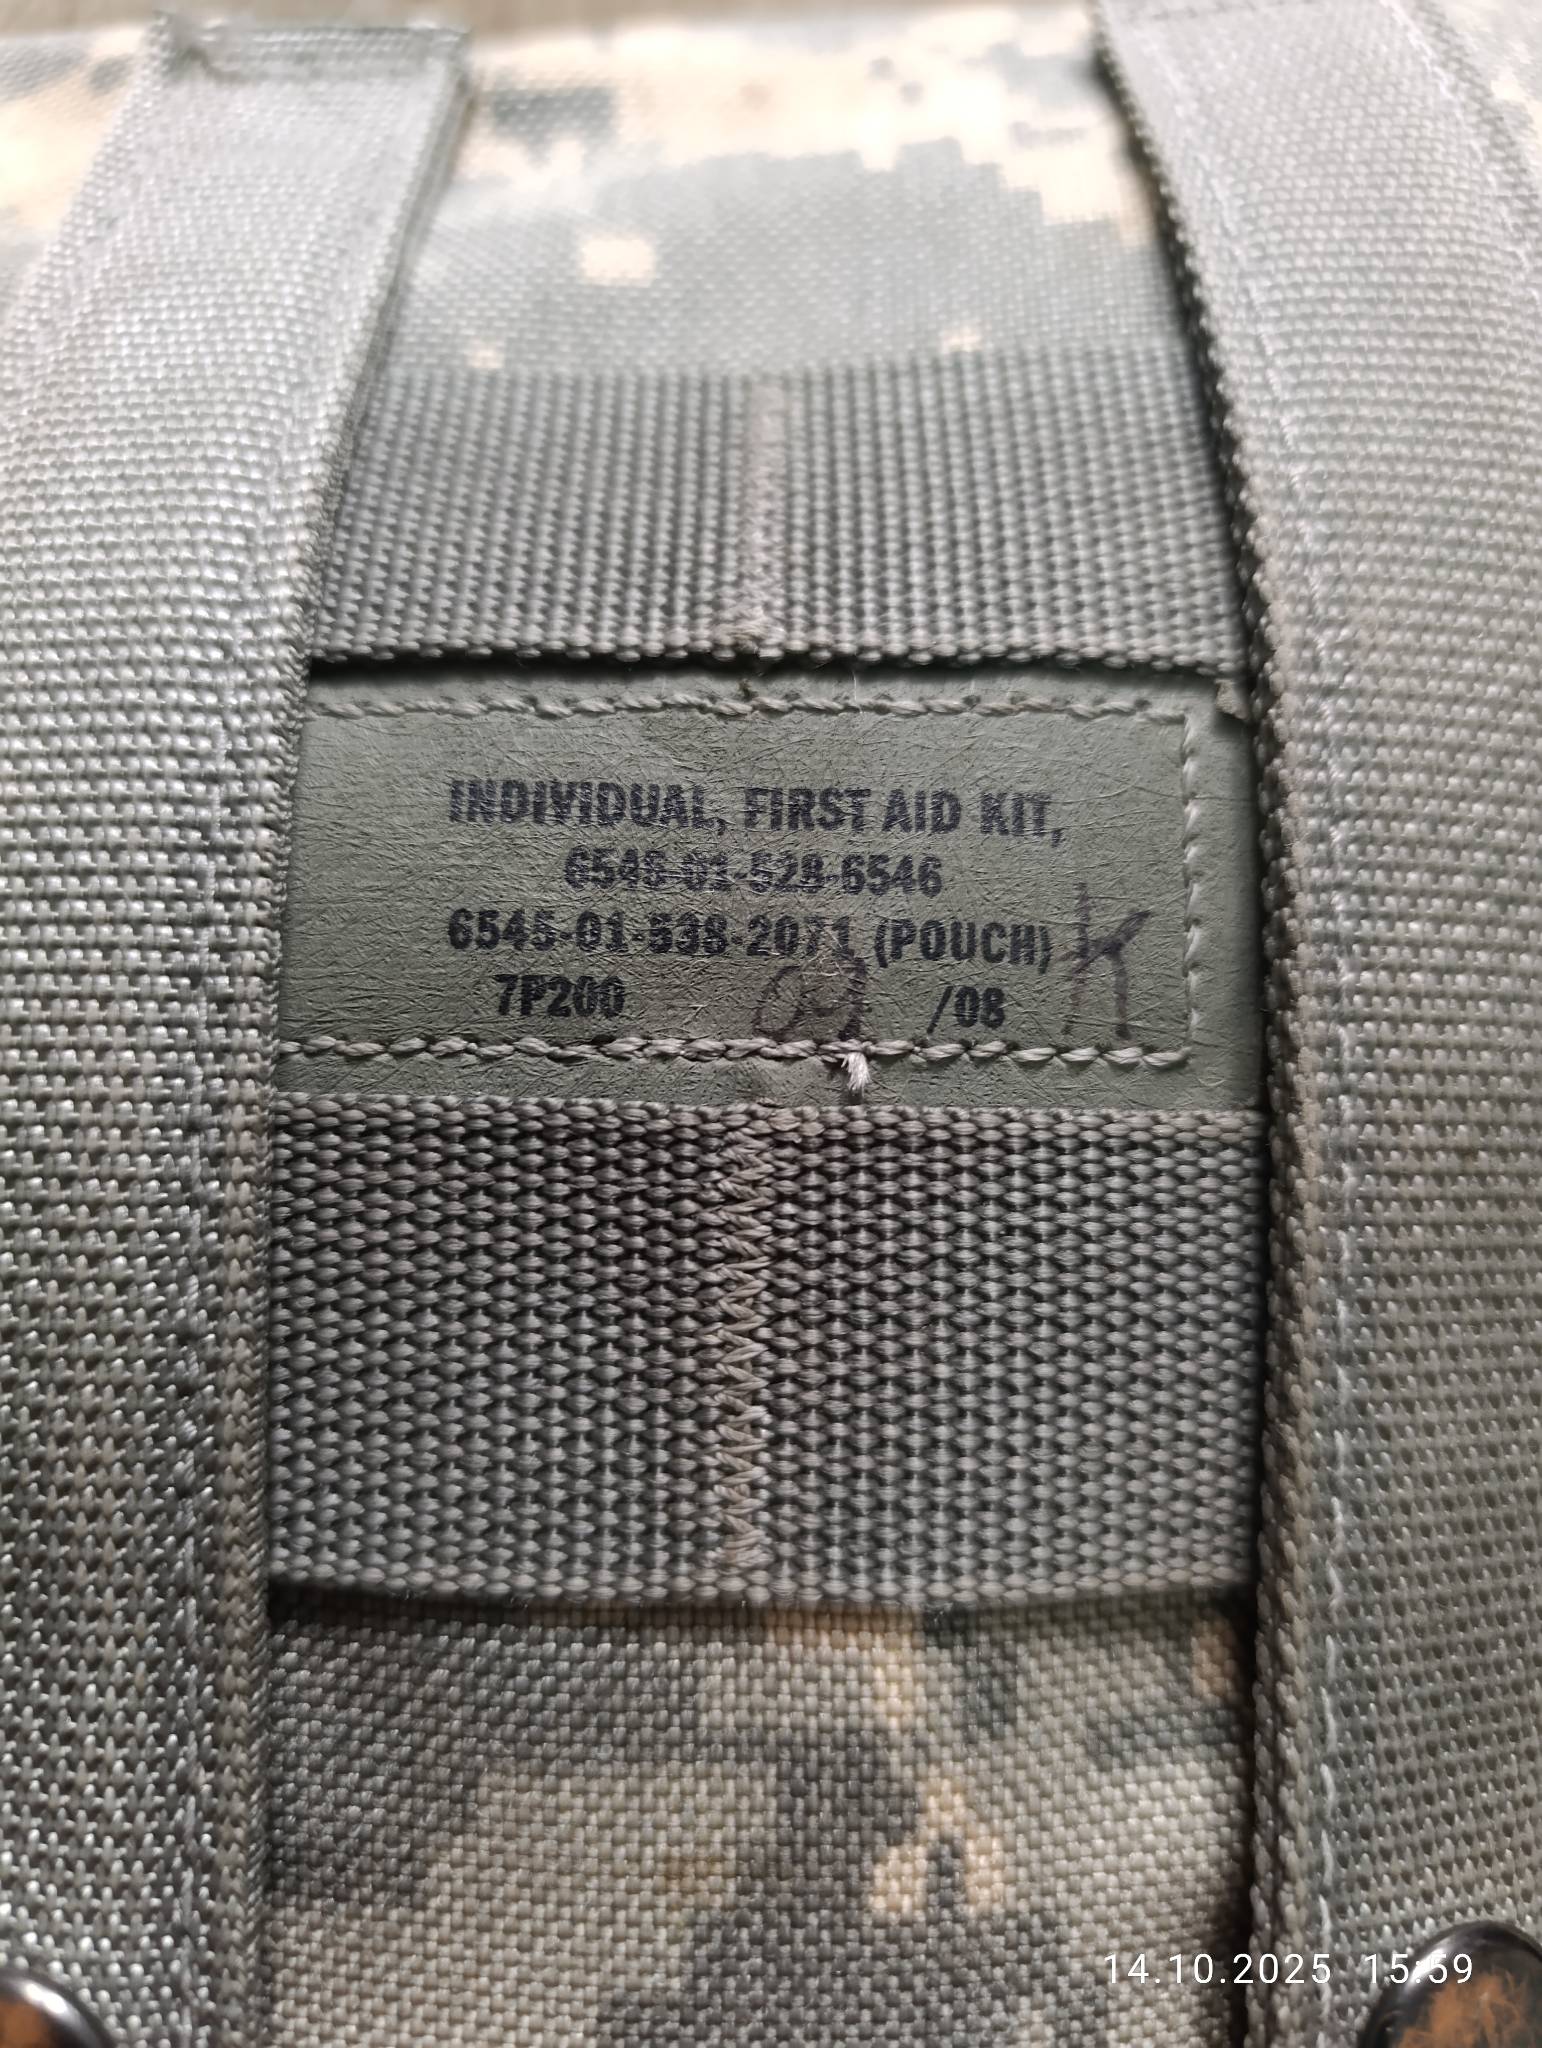 INDIVIDUAL, FIRST AID KIT,
6545-01-528-6546
6545-01-538-2071 (POUCH) K
7P200 09 /08
14.10.2025 15:59